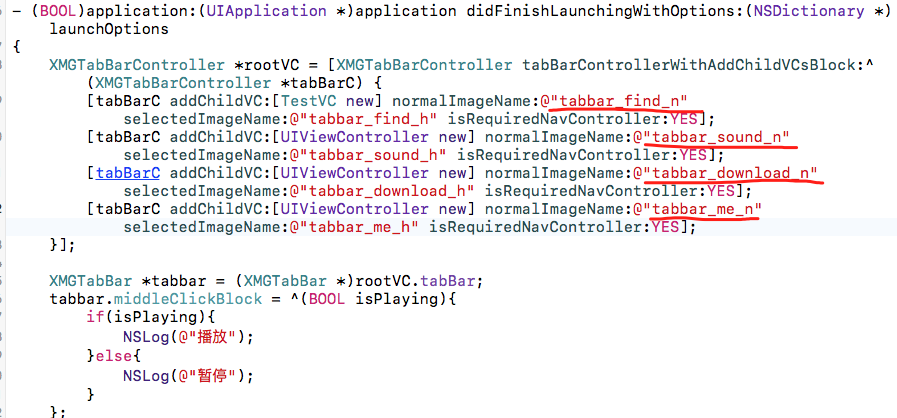 - (BOOL)application:(UIApplication *)application didFinishLaunchingWithOptions:(NSDictionary *)
launchOptions
{
XMGTabBarController *rootVC = [XMGTabBarController tabBarControllerWithAddChildVCsBlock:^
(XMGTabBarController *tabBarC) {
[tabBarC addChildVC:[TestVC new] normalImageName:@"tabbar_find_n"
selectedImageName:@"tabbar_find_h" isRequiredNavController:YES];
[tabBarC addChildVC:[UIViewController new] normalImageName:@"tabbar_sound_n"
selectedImageName:@"tabbar_sound_h" isRequiredNavController:YES];
[tabBarC addChildVC:[UIViewController new] normalImageName:@"tabbar_download_n"
selectedImageName:@"tabbar_download_h" isRequiredNavController:YES];
[tabBarC addChildVC:[UIViewController new] normalImageName:@"tabbar_me_n"
selectedImageName:@"tabbar_me_h" isRequiredNavController:YES];
}];
XMGTabBar *tabbar = (XMGTabBar *)rootVC.tabBar;
tabbar.middleClickBlock = ^(BOOL isPlaying){
if(isPlaying){
NSLog(@"播放");
}else{
NSLog(@"暂停");
}
};